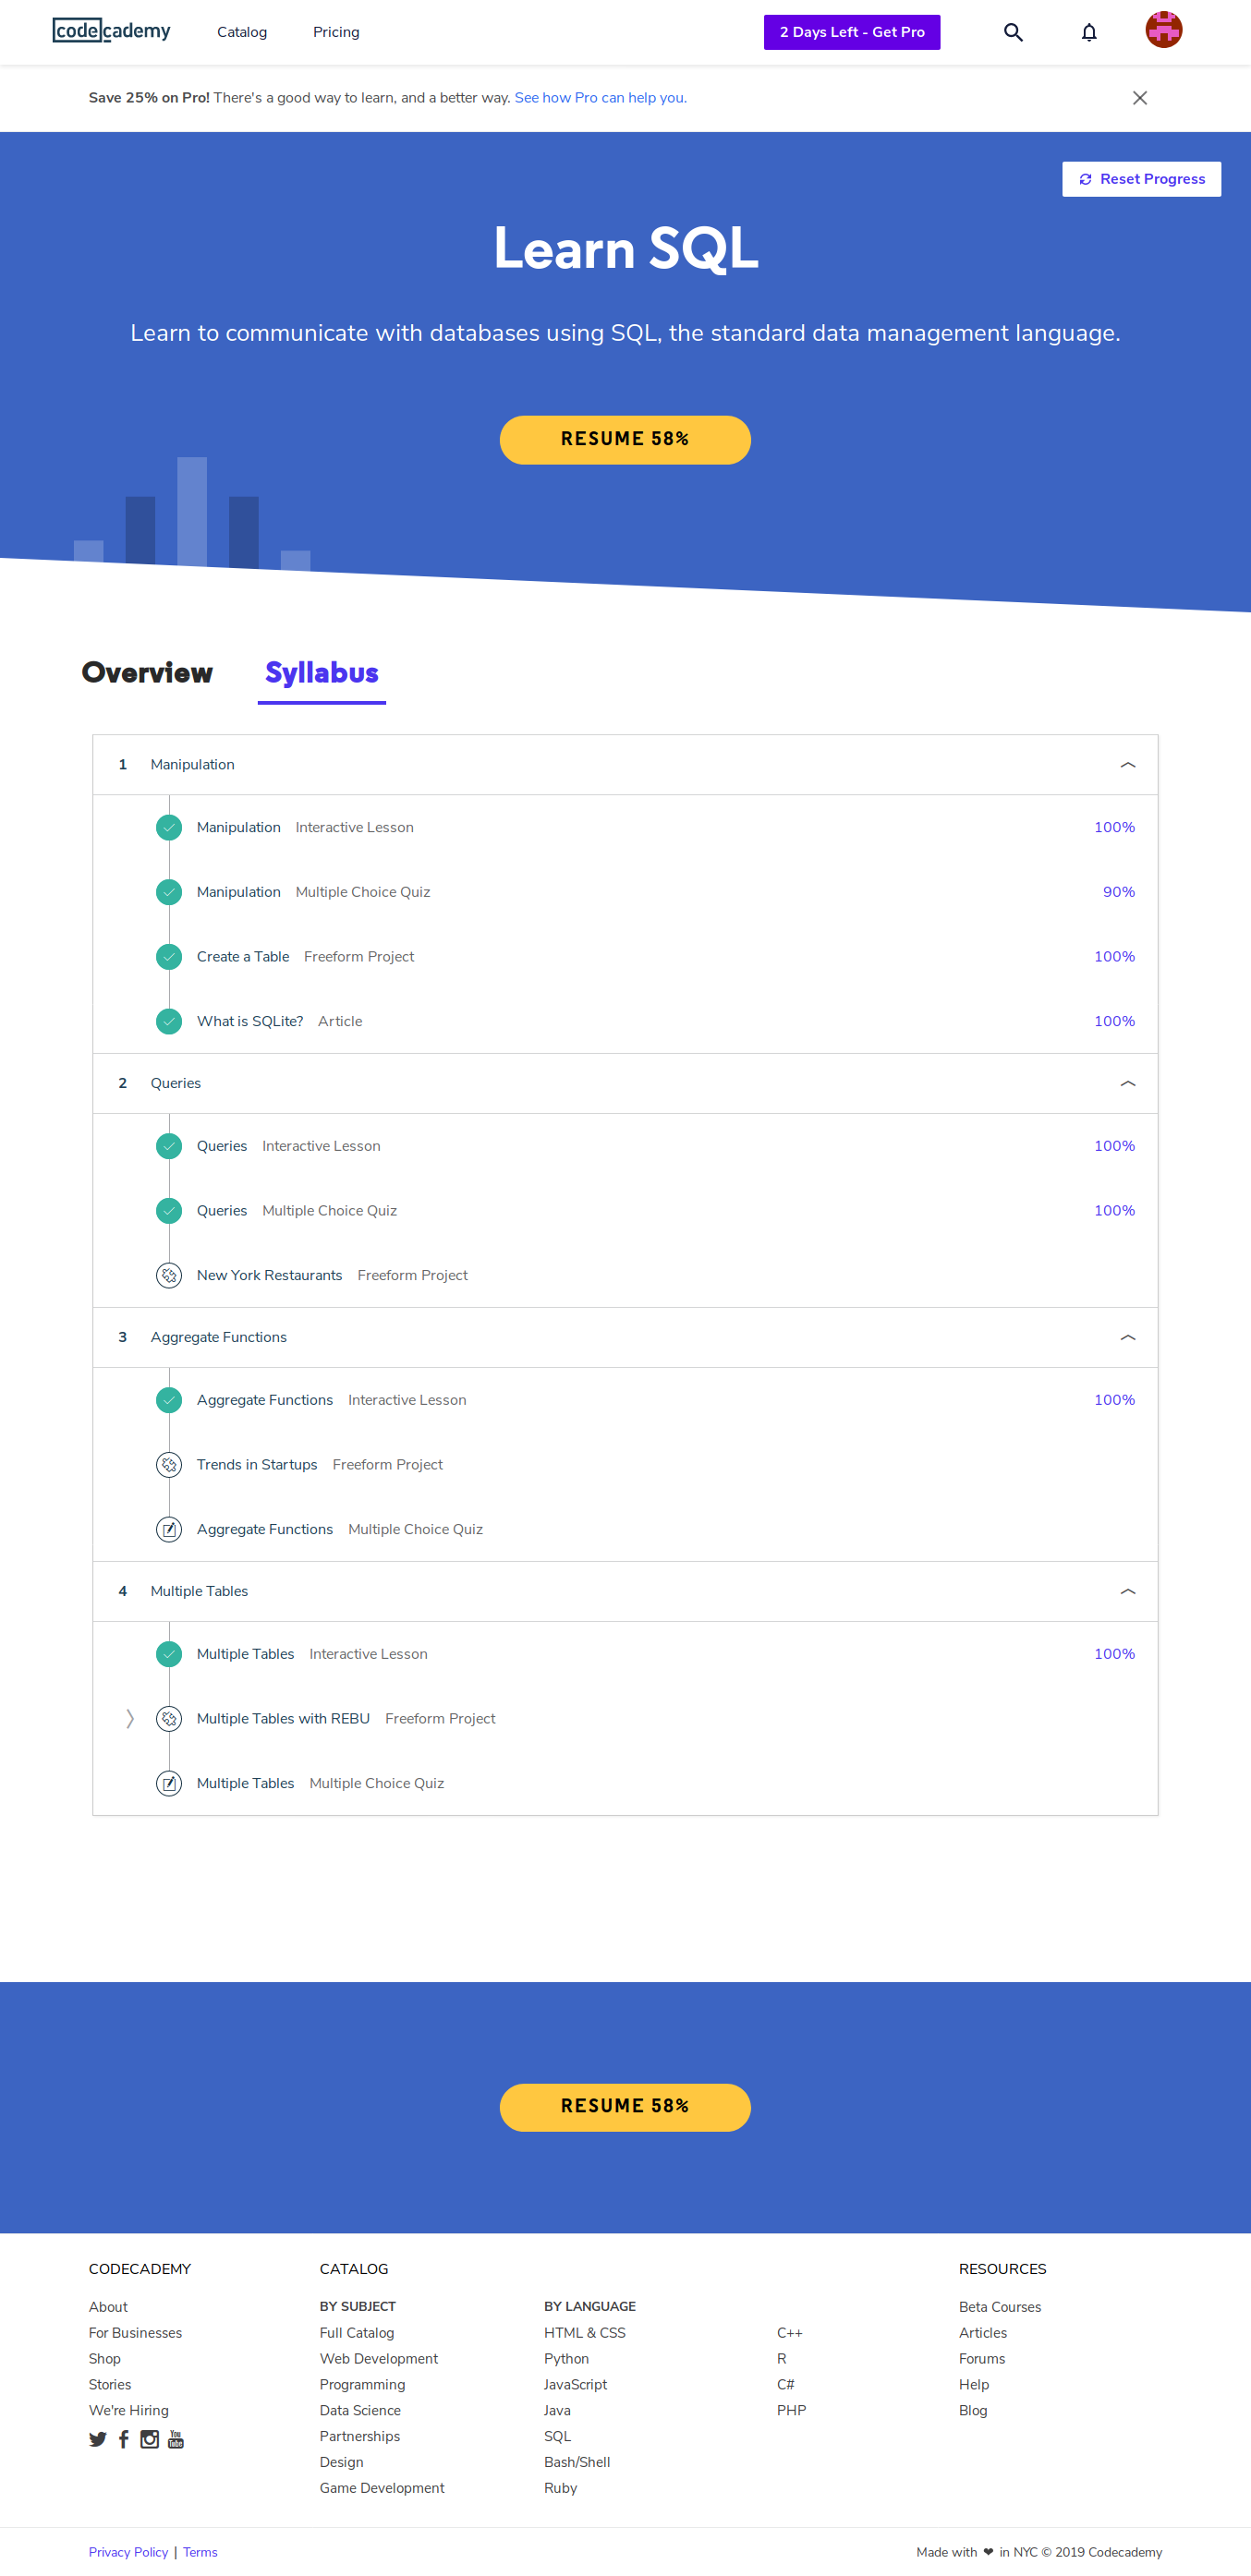 codecademy Catalog Pricing 2 Days Left - Get Pro
Save 25% on Pro! There's a good way to learn, and a better way. See how Pro can help you.
Reset Progress
Learn SQL
Learn to communicate with databases using SQL, the standard data management language.
RESUME 58%
Overview Syllabus
1 Manipulation
Manipulation Interactive Lesson 100%
Manipulation Multiple Choice Quiz 90%
Create a Table Freeform Project 100%
What is SQLite? Article 100%
2 Queries
Queries Interactive Lesson 100%
Queries Multiple Choice Quiz 100%
New York Restaurants Freeform Project
3 Aggregate Functions
Aggregate Functions Interactive Lesson 100%
Trends in Startups Freeform Project
Aggregate Functions Multiple Choice Quiz
4 Multiple Tables
Multiple Tables Interactive Lesson 100%
Multiple Tables with REBU Freeform Project
Multiple Tables Multiple Choice Quiz
RESUME 58%
CODECADEMY
About
For Businesses
Shop
Stories
We're Hiring
You Tube
CATALOG
BY SUBJECT
Full Catalog
Web Development
Programming
Data Science
Partnerships
Design
Game Development
BY LANGUAGE
HTML & CSS
Python
JavaScript
Java
SQL
Bash/Shell
Ruby
C++
R
C#
PHP
RESOURCES
Beta Courses
Articles
Forums
Help
Blog
Privacy Policy | Terms
Made with ❤ in NYC © 2019 Codecademy